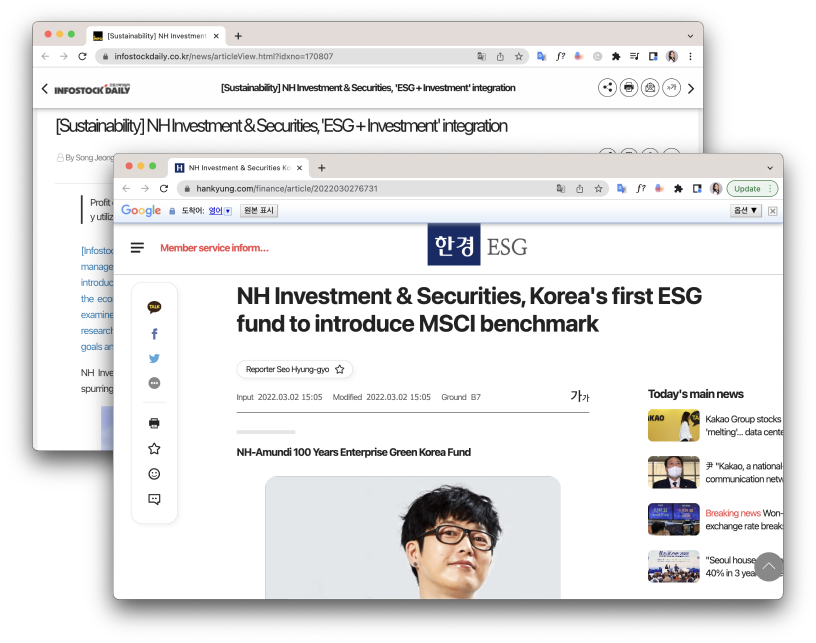 [Sustainability] NH Investment
infostockdaily.co.kr/news/articleView.html?idxno=170807
INFOSTOCK DAILY
[Sustainability] NH Investment & Securities, 'ESG + Investment' integration
[Sustainability] NH Investment & Securities, 'ESG + Investment' integration
By Song Jeong
Profit
y utiliz
[Infostoc
manage
introduc
the eco
examine
research
goals an
NH Inve
spurring
NH Investment & Securities Ko
hankyung.com/finance/article/2022030276731
Update
Google 도착어: 영어 ▼ 원본 표시
옵션 ▼
Member service inform...
한경 ESG
NH Investment & Securities, Korea's first ESG
fund to introduce MSCI benchmark
TALK
Reporter Seo Hyung-gyo
Input 2022.03.02 15:05 Modified 2022.03.02 15:05 Ground B7
가가
NH-Amundi 100 Years Enterprise Green Korea Fund
Today's main news
KAO
Kakao Group stocks
'melting'... data cente
尹 "Kakao, a national-
communication netw
Breaking news Won-
exchange rate breaks
"Seoul house
40% in 3 yea